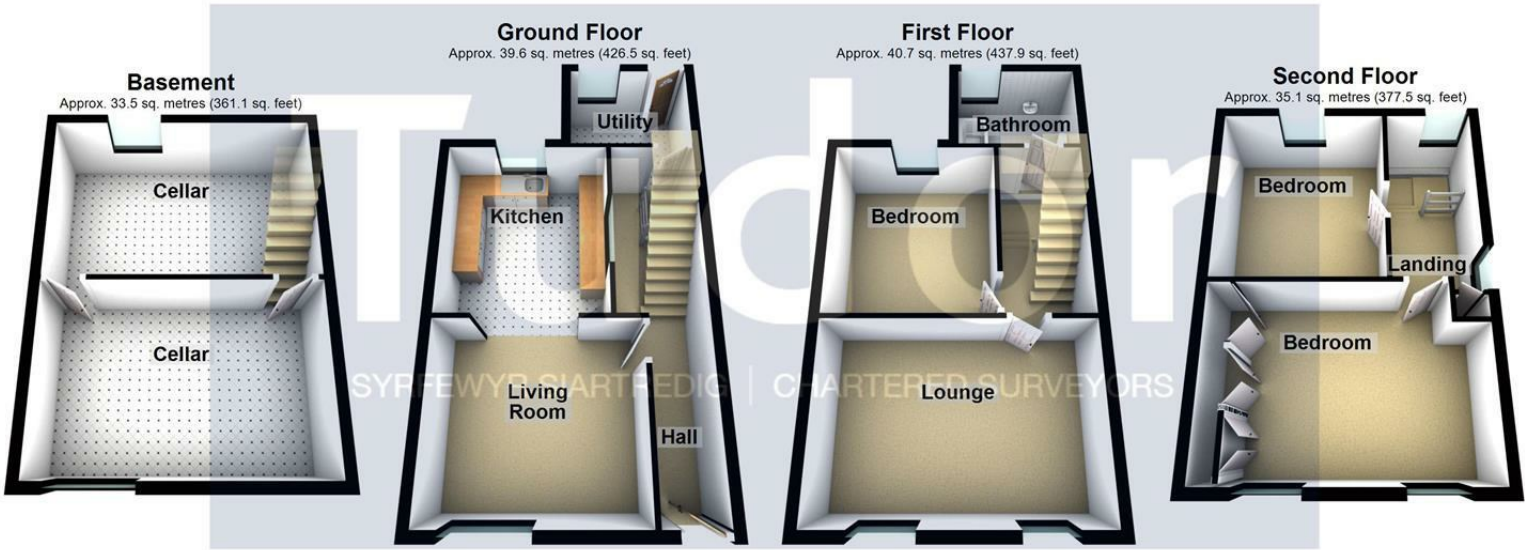 Basement
Approx. 33.5 sq. metres (361.1 sq. feet)
Cellar
Cellar
Ground Floor
Approx. 39.6 sq. metres (426.5 sq. feet)
Utility
Kitchen
Living
Room
Hall
First Floor
Approx. 40.7 sq. metres (437.9 sq. feet)
Bathroom
Bedroom
Lounge
Second Floor
Approx. 35.1 sq. metres (377.5 sq. feet)
Bedroom
Landing
Bedroom
Tudor
SYRFEWYR SIARTREDIG | CHARTERED SURVEYORS